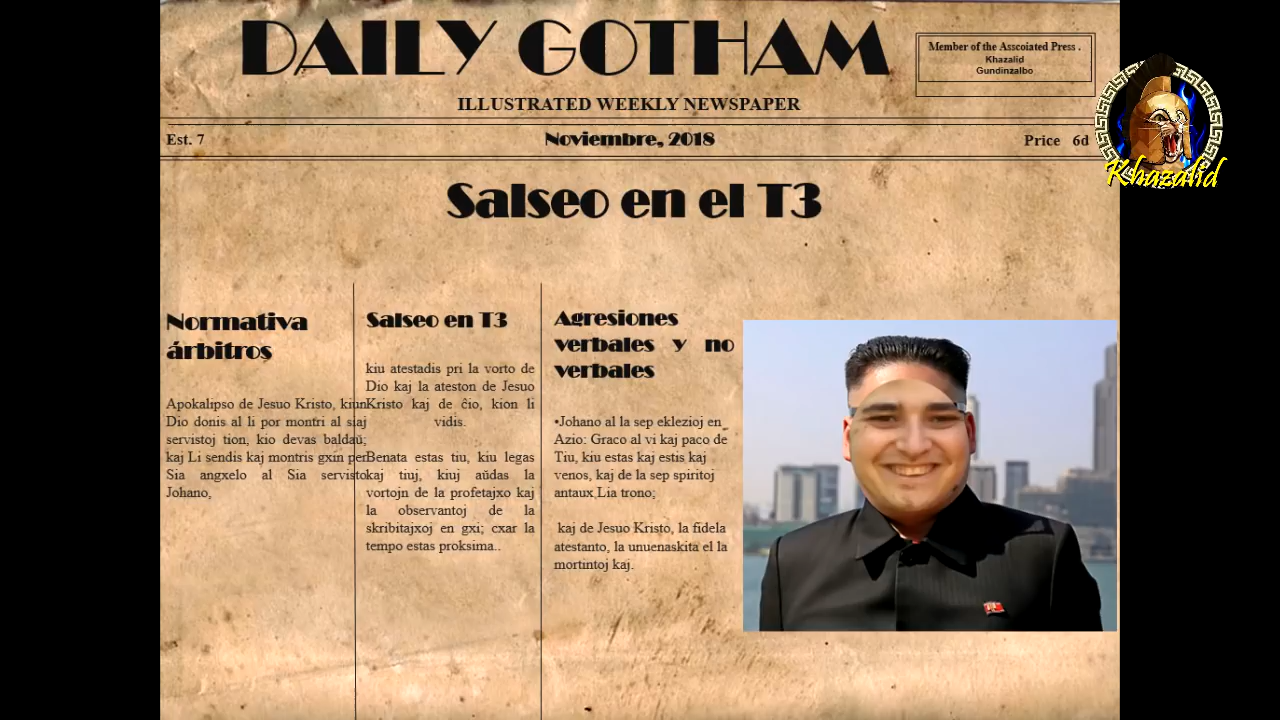 DAILY GOTHAM
Member of the Asscoiated Press .
Khazalid
Gundinzalbo
ILLUSTRATED WEEKLY NEWSPAPER
Est. 7
Noviembre, 2018
Price 6d
Khazalid
Salseo en el T3
Normativa
árbitros
Apokalipso de Jesuo Kristo, kiun
Dio donis al li por montri al siaj
servistoj tion, kio devas baldaŭ;
kaj Li sendis kaj montris gxin per
Sia angxelo al Sia servisto
Johano,
Salseo en T3
kiu atestadis pri la vorto de
Dio kaj la ateston de Jesuo
Kristo kaj de ĉio, kion li
vidis.
Benata estas tiu, kiu legas
kaj tiuj, kiuj aŭdas la
vortojn de la profetajxo kaj
la observantoj de la
skribitajxoj en gxi; cxar la
tempo estas proksima..
Agresiones
verbales y no
verbales
•Johano al la sep eklezioj en
Azio: Graco al vi kaj paco de
Tiu, kiu estas kaj estis kaj
venos, kaj de la sep spiritoj
antaux Lia trono;
kaj de Jesuo Kristo, la fidela
atestanto, la unuenaskita el la
mortintoj kaj.